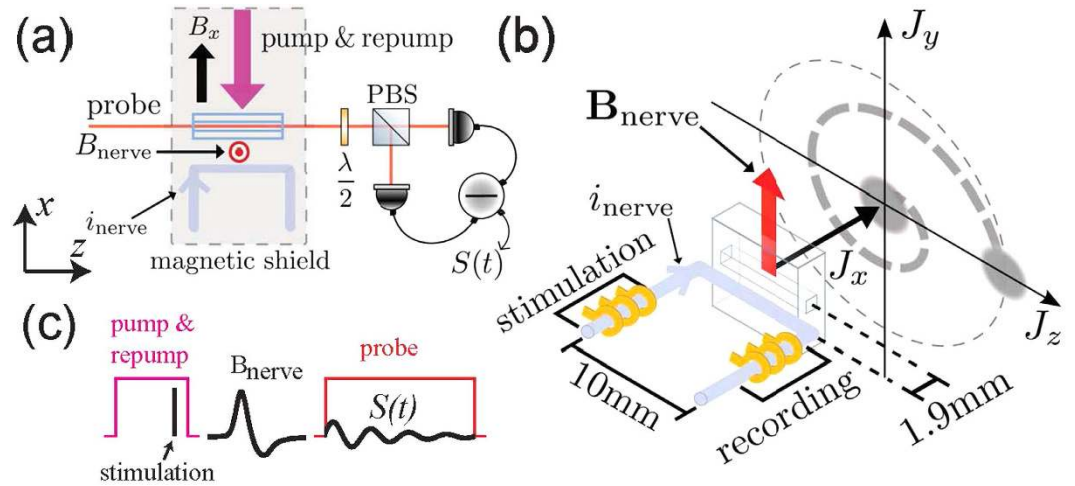 (a)
B_x
pump & repump
probe
PBS
B_nerve
λ/2
i_nerve
S(t)
magnetic shield
x
z
(b)
J_y
B_nerve
i_nerve
stimulation
J_x
J_z
10mm
recording
1.9mm
(c)
pump &
repump
B_nerve
probe
S(t)
stimulation